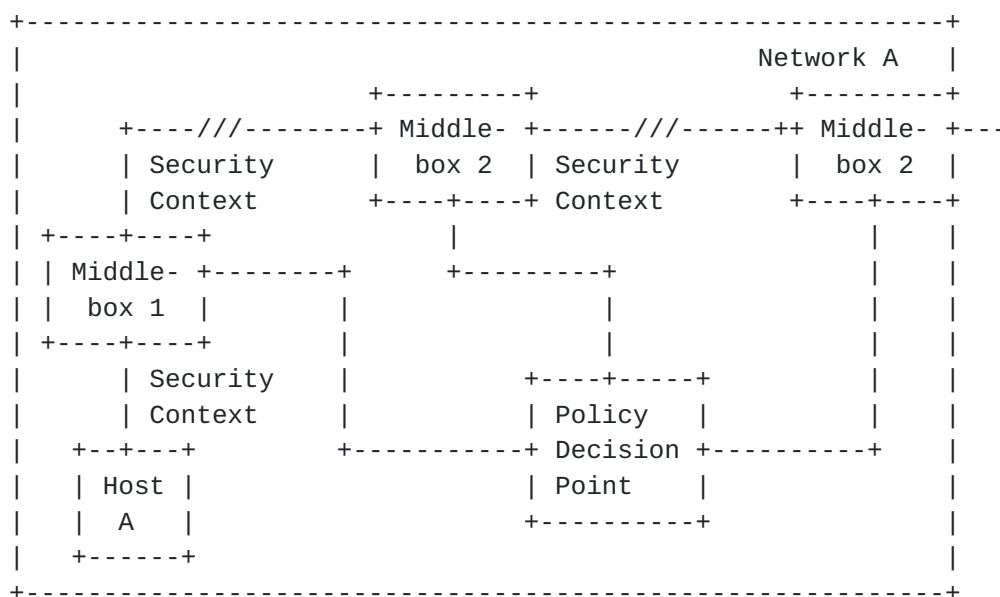 Network A
Middle- Middle-
Security box 2 Security box 2
Context Context
Middle-
box 1
Security
Context Policy
Decision
Host Point
A